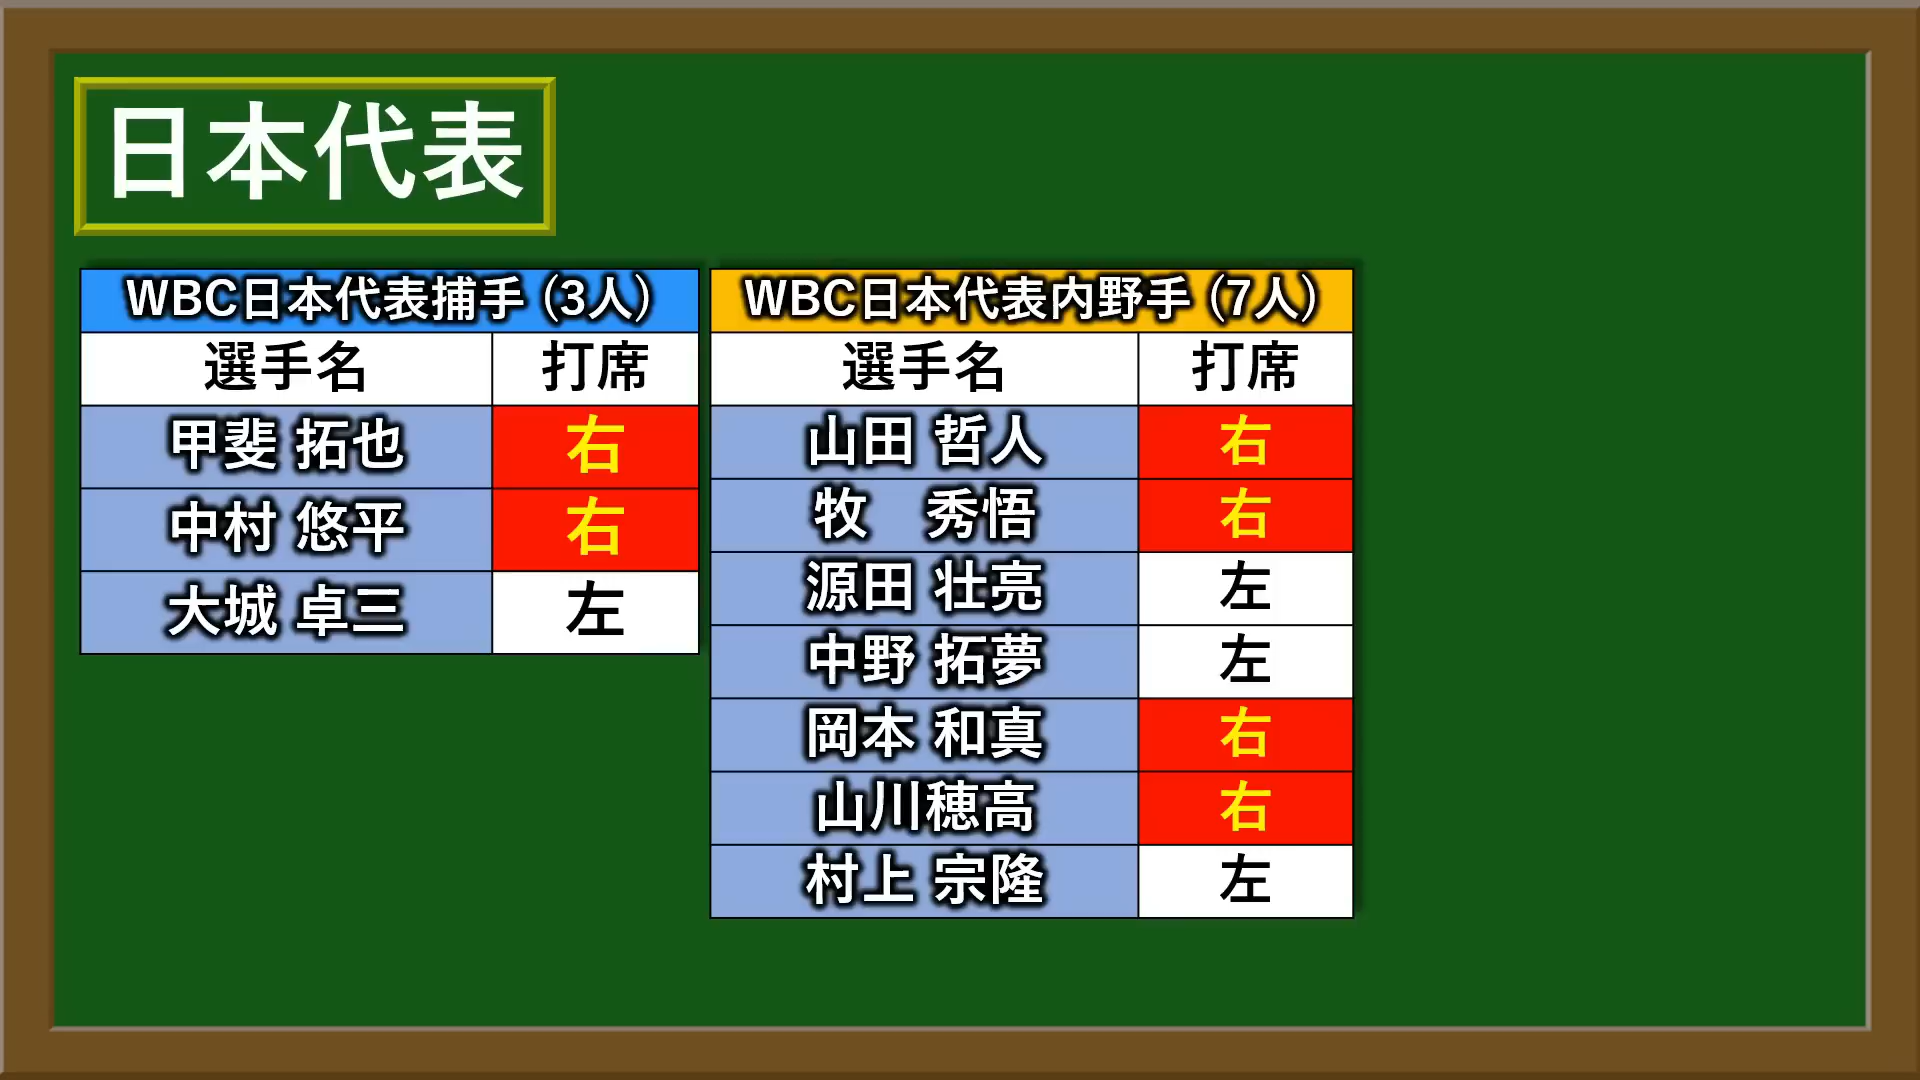 日本代表
WBC日本代表捕手(3人)
選手名 打席
甲斐 拓也 右
中村 悠平 右
大城 卓三 左
WBC日本代表内野手(7人)
選手名 打席
山田 哲人 右
牧　秀悟 右
源田 壮亮 左
中野 拓夢 左
岡本 和真 右
山川穂高 右
村上 宗隆 左